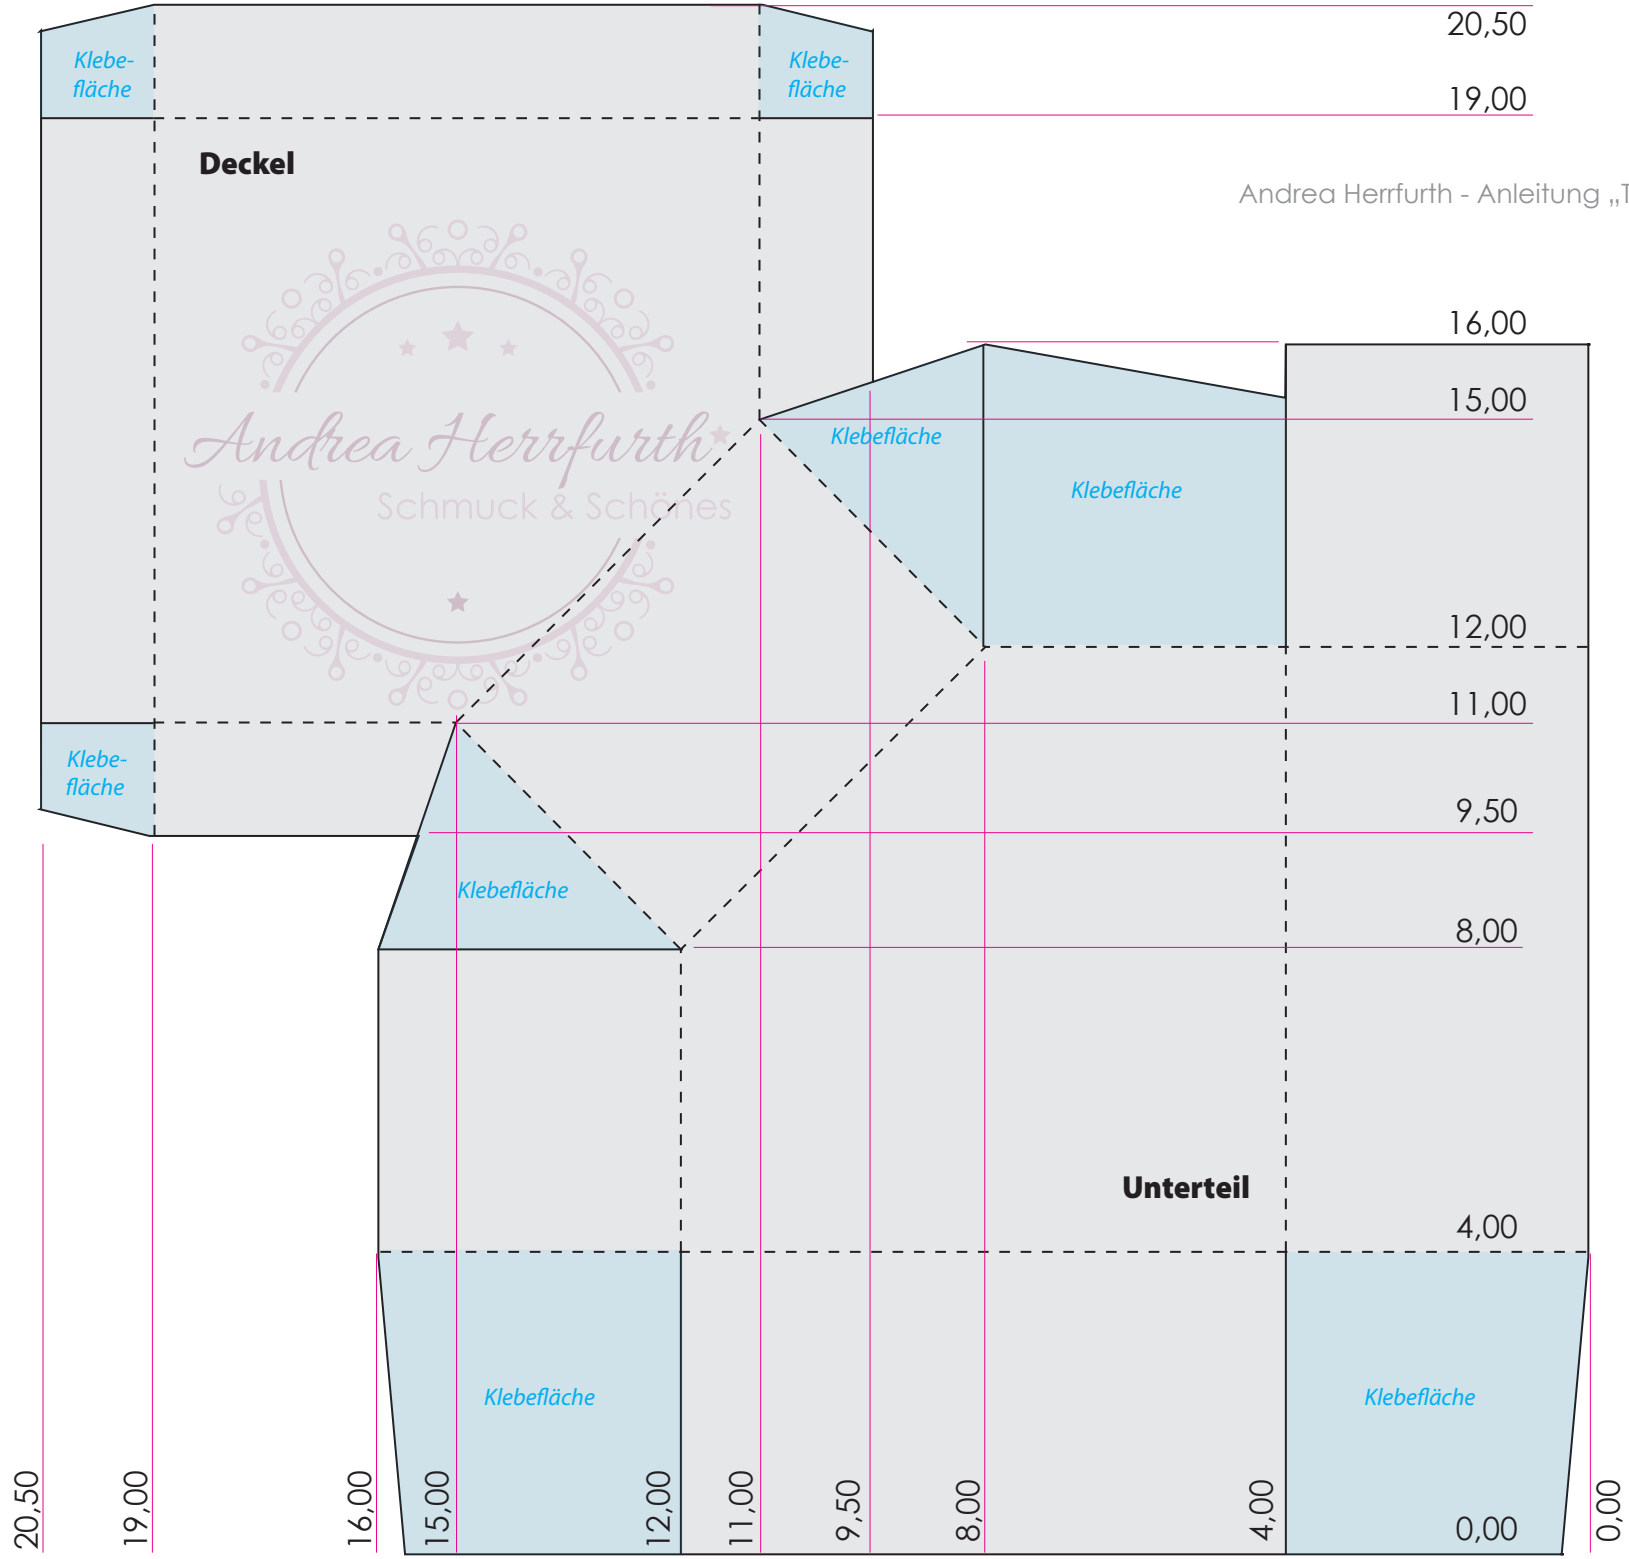 20,50
Klebe-
fläche
Klebe-
fläche
19,00
Deckel
Andrea Herrfurth - Anleitung „T
16,00
15,00
Andrea Herrfurth
Klebefläche
Klebefläche
Schmuck & Schönes
12,00
11,00
Klebe-
fläche
9,50
Klebefläche
8,00
Unterteil
4,00
Klebefläche
Klebefläche
0,00
20,50
19,00
16,00
15,00
12,00
11,00
9,50
8,00
4,00
0,00